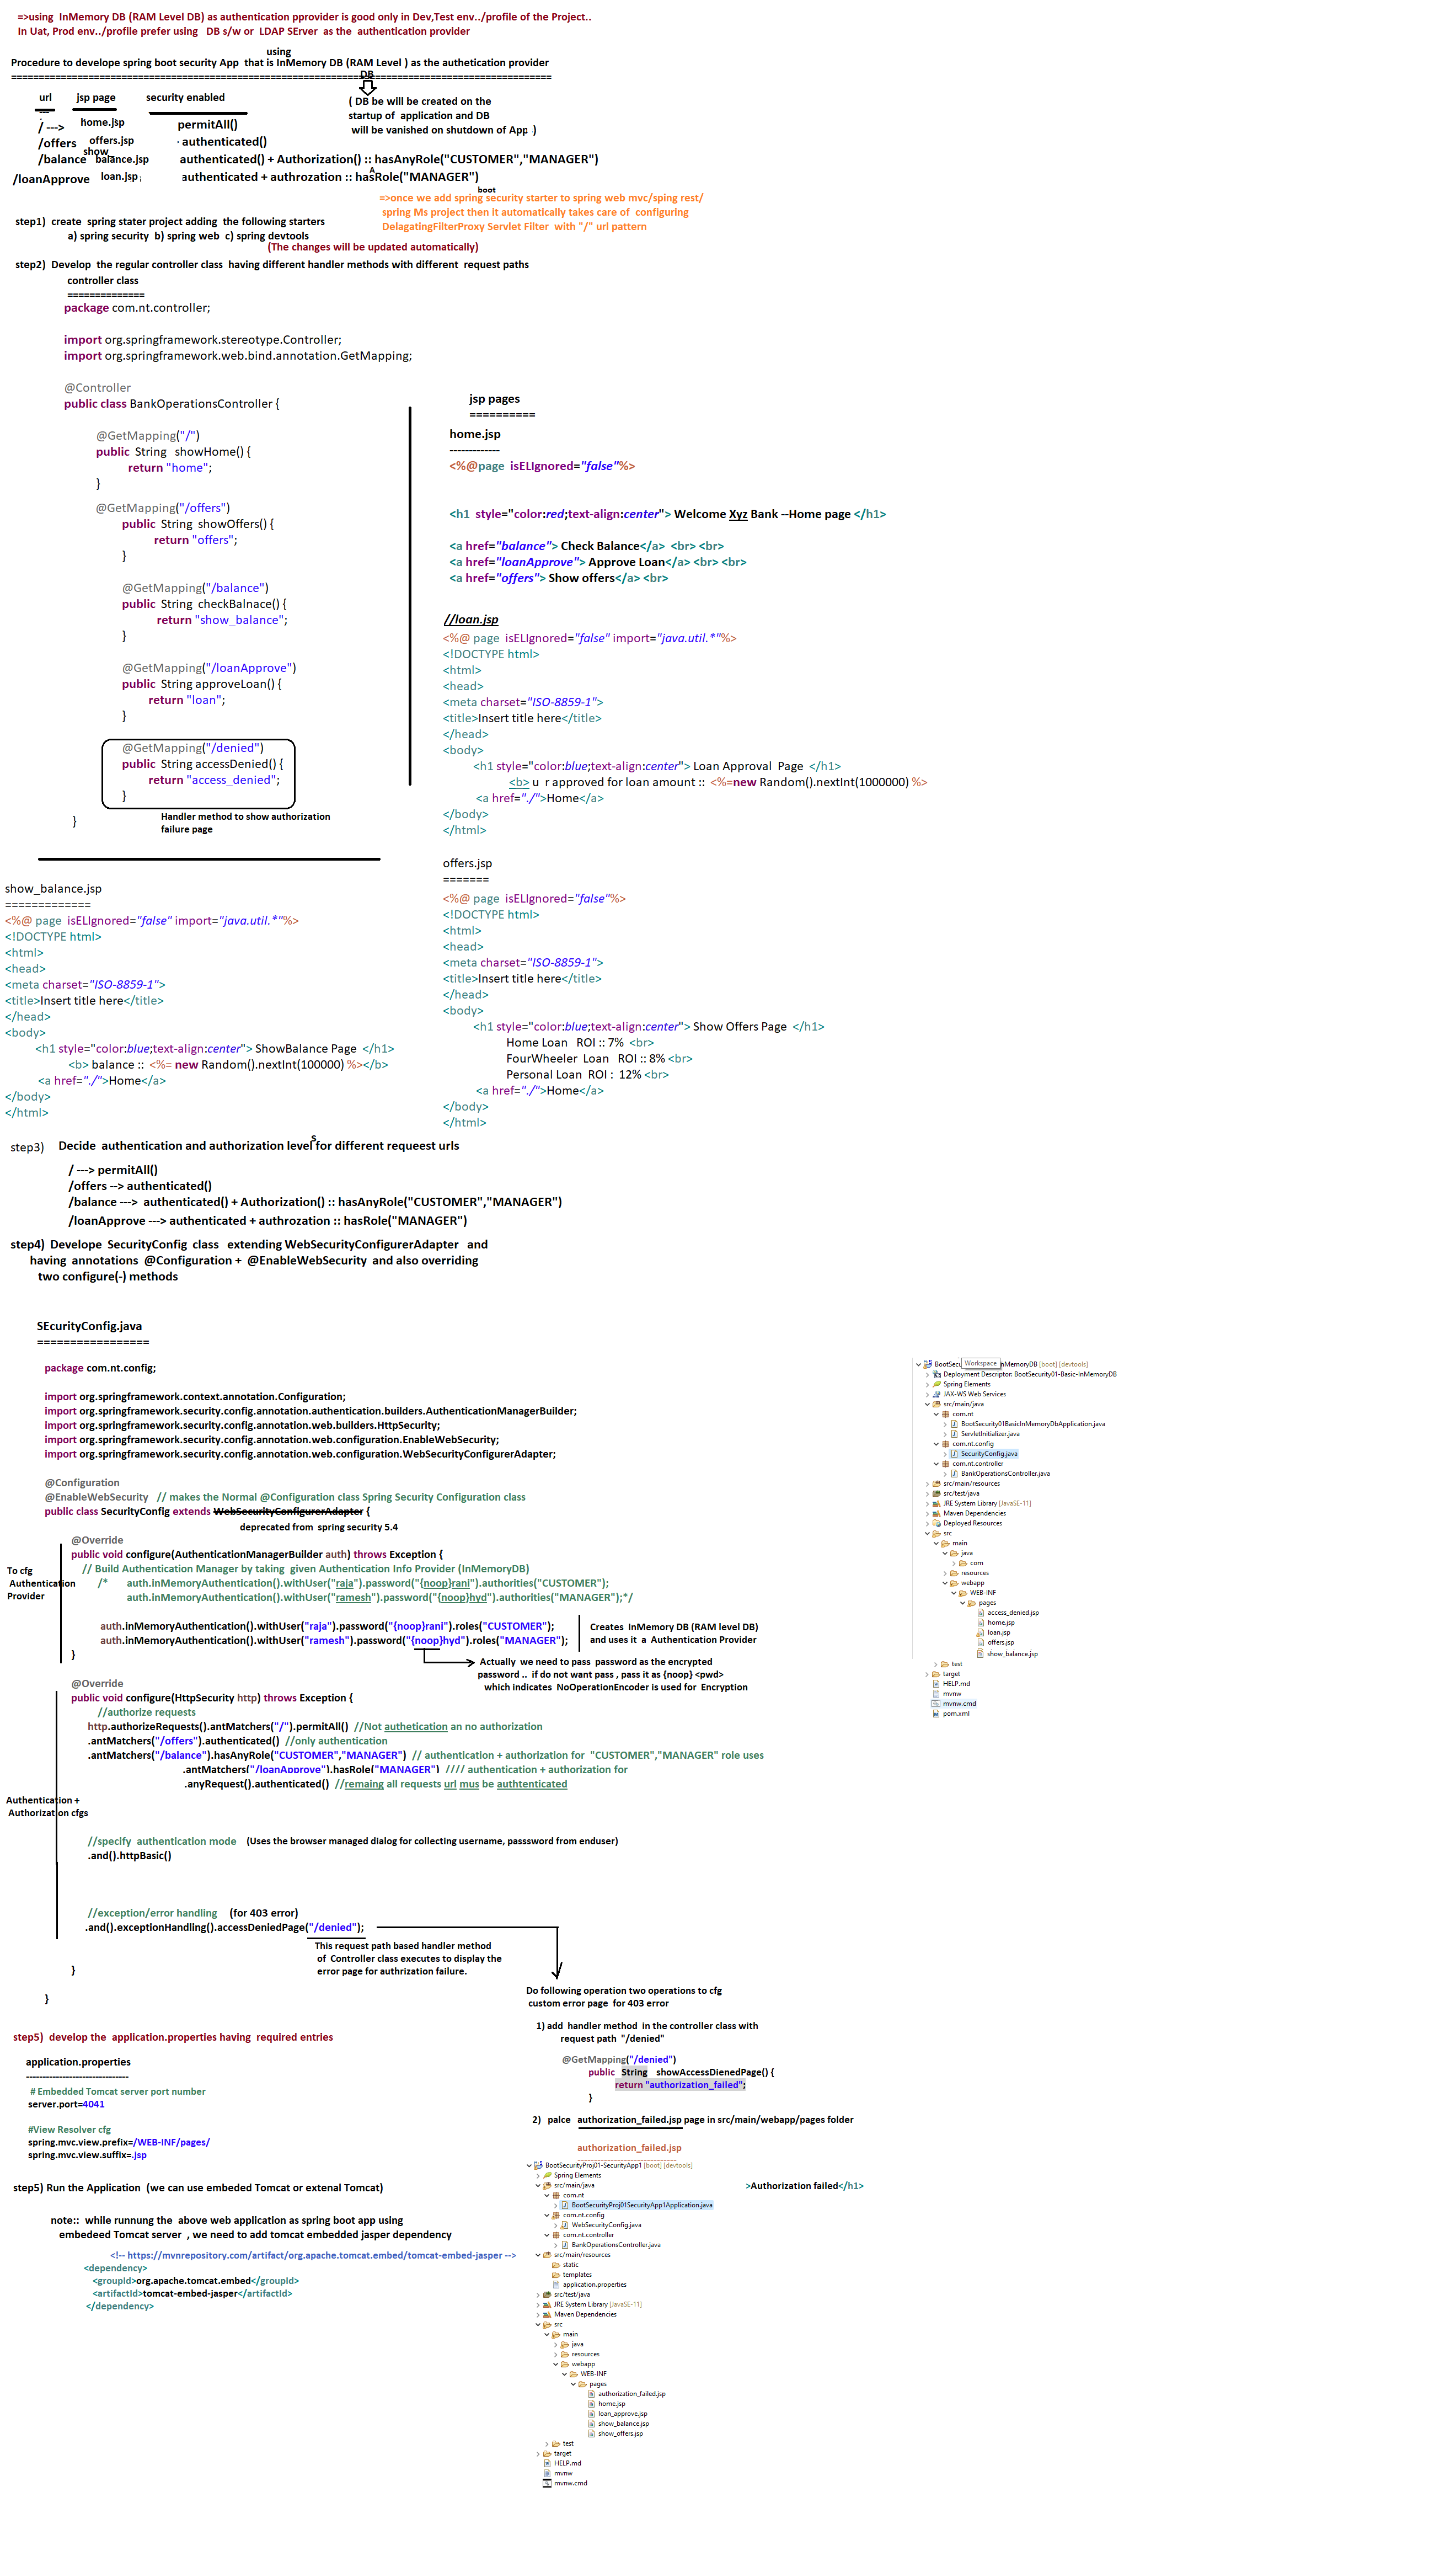 =>using  InMemory DB (RAM Level DB) as authentication pprovider is good only in Dev,Test env../profile of the Project..
In Uat, Prod env../profile prefer using   DB s/w or  LDAP SErver  as the  authentication provider
using
Procedure to develope spring boot security App  that is InMemory DB (RAM Level ) as the authetication provider
==========================================================================
DB
url   jsp page   security enabled
( DB be will be created on the
startup of  application and DB
will be vanished on shutdown of App  )
/ --->   home.jsp   permitAll()
/offers   offers.jsp   authenticated()
show_
/balance   balance.jsp   authenticated() + Authorization() :: hasAnyRole("CUSTOMER","MANAGER")
/loanApprove   loan.jsp   authenticated + authrozation :: hasRole("MANAGER")
A
boot
=>once we add spring security starter to spring web mvc/sping rest/
spring Ms project then it automatically takes care of  configuring
DelagatingFilterProxy Servlet Filter  with "/" url pattern
step1)  create  spring stater project adding  the following starters
a) spring security  b) spring web  c) spring devtools
(The changes will be updated automatically)
step2)  Develop  the regular controller class  having different handler methods with different  request paths
controller class
==============
package com.nt.controller;
import org.springframework.stereotype.Controller;
import org.springframework.web.bind.annotation.GetMapping;
@Controller
public class BankOperationsController {
@GetMapping("/")
public  String   showHome() {
return "home";
}
@GetMapping("/offers")
public  String  showOffers() {
return "offers";
}
@GetMapping("/balance")
public  String  checkBalnace() {
return "show_balance";
}
@GetMapping("/loanApprove")
public  String approveLoan() {
return "loan";
}
@GetMapping("/denied")
public  String accessDenied() {
return "access_denied";
}
}
Handler method to show authorization
failure page
jsp pages
==========
home.jsp
-------------
<%@page  isELIgnored="false"%>
<h1  style="color:red;text-align:center"> Welcome Xyz Bank --Home page </h1>
<a href="balance"> Check Balance</a>  <br> <br>
<a href="loanApprove"> Approve Loan</a> <br> <br>
<a href="offers"> Show offers</a> <br>
//loan.jsp
<%@ page  isELIgnored="false" import="java.util.*"%>
<!DOCTYPE html>
<html>
<head>
<meta charset="ISO-8859-1">
<title>Insert title here</title>
</head>
<body>
<h1 style="color:blue;text-align:center"> Loan Approval  Page  </h1>
<b> u  r approved for loan amount ::  <%=new Random().nextInt(1000000) %>
<a href="./">Home</a>
</body>
</html>
offers.jsp
=======
<%@ page  isELIgnored="false"%>
<!DOCTYPE html>
<html>
<head>
<meta charset="ISO-8859-1">
<title>Insert title here</title>
</head>
<body>
<h1 style="color:blue;text-align:center"> Show Offers Page  </h1>
Home Loan   ROI :: 7%  <br>
FourWheeler  Loan   ROI :: 8% <br>
Personal Loan  ROI :  12% <br>
<a href="./">Home</a>
</body>
</html>
show_balance.jsp
=============
<%@ page  isELIgnored="false" import="java.util.*"%>
<!DOCTYPE html>
<html>
<head>
<meta charset="ISO-8859-1">
<title>Insert title here</title>
</head>
<body>
<h1 style="color:blue;text-align:center"> ShowBalance Page  </h1>
<b> balance ::  <%= new Random().nextInt(100000) %></b>
<a href="./">Home</a>
</body>
</html>
s
step3)   Decide  authentication and authorization level for different requeest urls
/ ---> permitAll()
/offers --> authenticated()
/balance --->  authenticated() + Authorization() :: hasAnyRole("CUSTOMER","MANAGER")
/loanApprove ---> authenticated + authrozation :: hasRole("MANAGER")
step4)  Develope  SecurityConfig  class   extending WebSecurityConfigurerAdapter   and
having  annotations  @Configuration +  @EnableWebSecurity  and also overriding
two configure(-) methods
SEcurityConfig.java
=================
package com.nt.config;
import org.springframework.context.annotation.Configuration;
import org.springframework.security.config.annotation.authentication.builders.AuthenticationManagerBuilder;
import org.springframework.security.config.annotation.web.builders.HttpSecurity;
import org.springframework.security.config.annotation.web.configuration.EnableWebSecurity;
import org.springframework.security.config.annotation.web.configuration.WebSecurityConfigurerAdapter;
@Configuration
@EnableWebSecurity   // makes the Normal @Configuration class Spring Security Configuration class
public class SecurityConfig extends WebSecurityConfigurerAdapter {
deprecated from  spring security 5.4
@Override
public void configure(AuthenticationManagerBuilder auth) throws Exception {
// Build Authentication Manager by taking  given Authentication Info Provider (InMemoryDB)
/*   auth.inMemoryAuthentication().withUser("raja").password("{noop}rani").authorities("CUSTOMER");
auth.inMemoryAuthentication().withUser("ramesh").password("{noop}hyd").authorities("MANAGER");*/
auth.inMemoryAuthentication().withUser("raja").password("{noop}rani").roles("CUSTOMER");
auth.inMemoryAuthentication().withUser("ramesh").password("{noop}hyd").roles("MANAGER");
}
To cfg
Authentication
Provider
Creates  InMemory DB (RAM level DB)
and uses it  a  Authentication Provider
Actually  we need to pass  password as the encrypted
password ..  if do not want pass , pass it as {noop} <pwd>
which indicates  NoOperationEncoder is used for  Encryption
@Override
public void configure(HttpSecurity http) throws Exception {
//authorize requests
http.authorizeRequests().antMatchers("/").permitAll()  //Not authetication an no authorization
.antMatchers("/offers").authenticated()  //only authentication
.antMatchers("/balance").hasAnyRole("CUSTOMER","MANAGER")  // authentication + authorization for  "CUSTOMER","MANAGER" role uses
.antMatchers("/loanApprove").hasRole("MANAGER")  //// authentication + authorization for
.anyRequest().authenticated()  //remaing all requests url mus be authtenticated
Authentication +
Authorization cfgs
//specify  authentication mode   (Uses the browser managed dialog for collecting username, passsword from enduser)
.and().httpBasic()
//exception/error handling    (for 403 error)
.and().exceptionHandling().accessDeniedPage("/denied");
This request path based handler method
of  Controller class executes to display the
error page for authrization failure.
}
}
Do following operation two operations to cfg
custom error page  for 403 error
1) add  handler method  in the controller class with
request path  "/denied"
@GetMapping("/denied")
public   String   showAccessDienedPage() {
return "authorization_failed";
}
2)   palce   authorization_failed.jsp page in src/main/webapp/pages folder
authorization_failed.jsp
>Authorization failed</h1>
step5)  develop the  application.properties having  required entries
application.properties
-------------------------------
# Embedded Tomcat server port number
server.port=4041
#View Resolver cfg
spring.mvc.view.prefix=/WEB-INF/pages/
spring.mvc.view.suffix=.jsp
step5) Run the Application  (we can use embeded Tomcat or extenal Tomcat)
note::  while runnung the  above web application as spring boot app using
embedeed Tomcat server  , we need to add tomcat embedded jasper dependency
<!-- https://mvnrepository.com/artifact/org.apache.tomcat.embed/tomcat-embed-jasper -->
<dependency>
<groupId>org.apache.tomcat.embed</groupId>
<artifactId>tomcat-embed-jasper</artifactId>
</dependency>
BootSecu
Workspace
InMemoryDB [boot] [devtools]
Deployment Descriptor: BootSecurity01-Basic-InMemoryDB
Spring Elements
JAX-WS Web Services
src/main/java
com.nt
BootSecurity01BasicInMemoryDbApplication.java
ServletInitializer.java
com.nt.config
SecurityConfig.java
com.nt.controller
BankOperationsController.java
src/main/resources
src/test/java
JRE System Library [JavaSE-11]
Maven Dependencies
Deployed Resources
src
main
java
com
resources
webapp
WEB-INF
pages
access_denied.jsp
home.jsp
loan.jsp
offers.jsp
show_balance.jsp
test
target
HELP.md
mvnw
mvnw.cmd
pom.xml
BootSecurityProj01-SecurityApp1 [boot] [devtools]
Spring Elements
src/main/java
com.nt
BootSecurityProj01SecurityApp1Application.java
com.nt.config
WebSecurityConfig.java
com.nt.controller
BankOperationsController.java
src/main/resources
static
templates
application.properties
src/test/java
JRE System Library [JavaSE-11]
Maven Dependencies
src
main
java
resources
webapp
WEB-INF
pages
authorization_failed.jsp
home.jsp
loan_approve.jsp
show_balance.jsp
show_offers.jsp
test
target
HELP.md
mvnw
mvnw.cmd